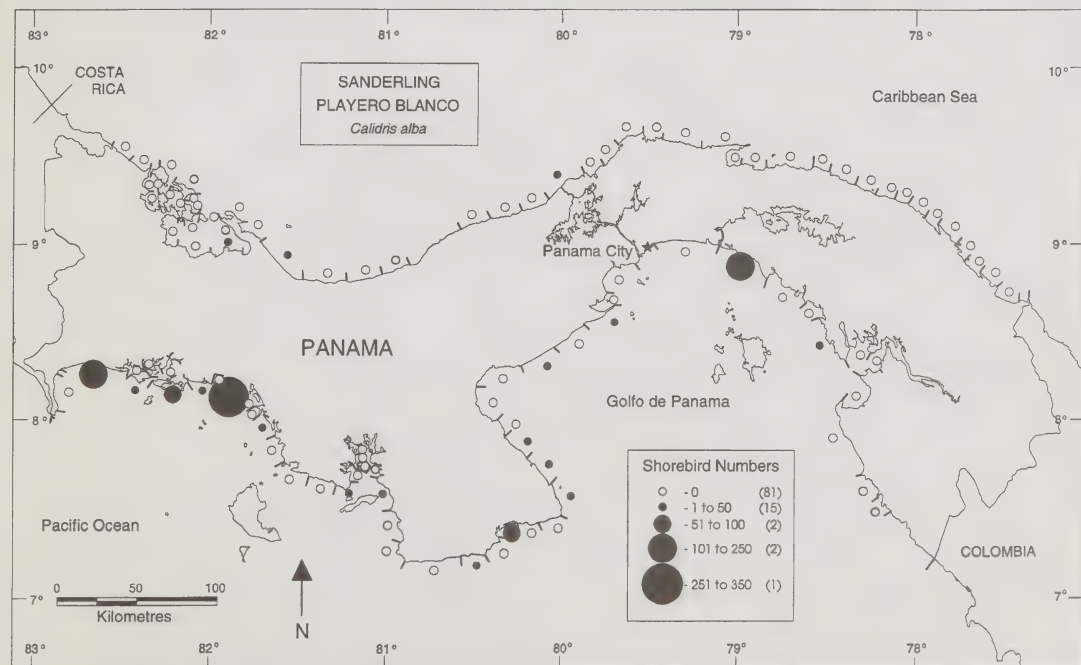 83°
82°
81°
80°
79°
78°
10°
10°
COSTA
RICA
SANDERLING
PLAYERO BLANCO
Calidris alba
Caribbean Sea
9°
9°
Panama City
PANAMA
Golfo de Panama
8°
8°
Shorebird Numbers
- 0 (81)
- 1 to 50 (15)
- 51 to 100 (2)
- 101 to 250 (2)
- 251 to 350 (1)
Pacific Ocean
COLOMBIA
0 50 100
Kilometres
N
7°
7°
83°
82°
81°
80°
79°
78°